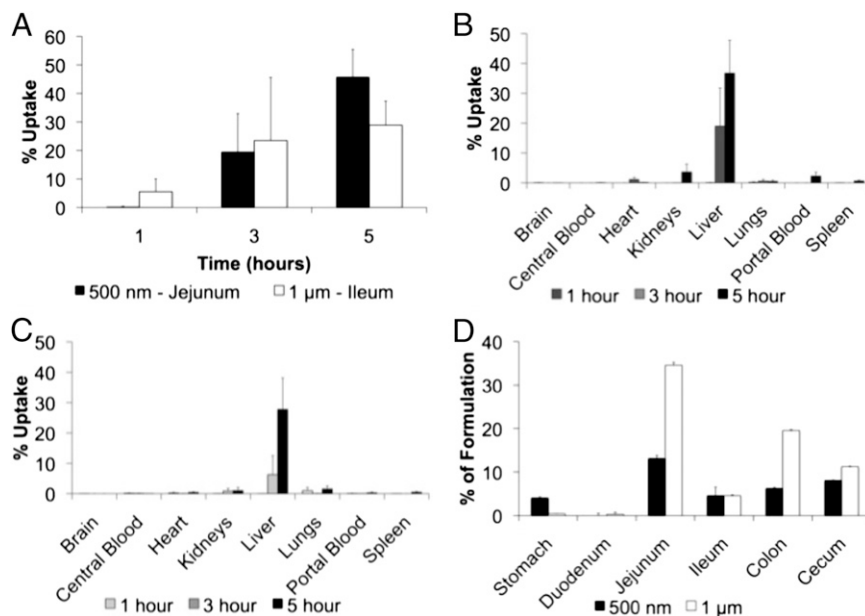 A
% Uptake
60
50
40
30
20
10
0
1 3 5
Time (hours)
500 nm - Jejunum 1 µm - Ileum
B
% Uptake
50
40
30
20
10
0
Brain
Central Blood
Heart
Kidneys
Liver
Lungs
Portal Blood
Spleen
1 hour 3 hour 5 hour
C
% Uptake
50
40
30
20
10
0
Brain
Central Blood
Heart
Kidneys
Liver
Lungs
Portal Blood
Spleen
1 hour 3 hour 5 hour
D
% of Formulation
40
30
20
10
0
Stomach
Duodenum
Jejunum
Ileum
Colon
Cecum
500 nm 1 µm